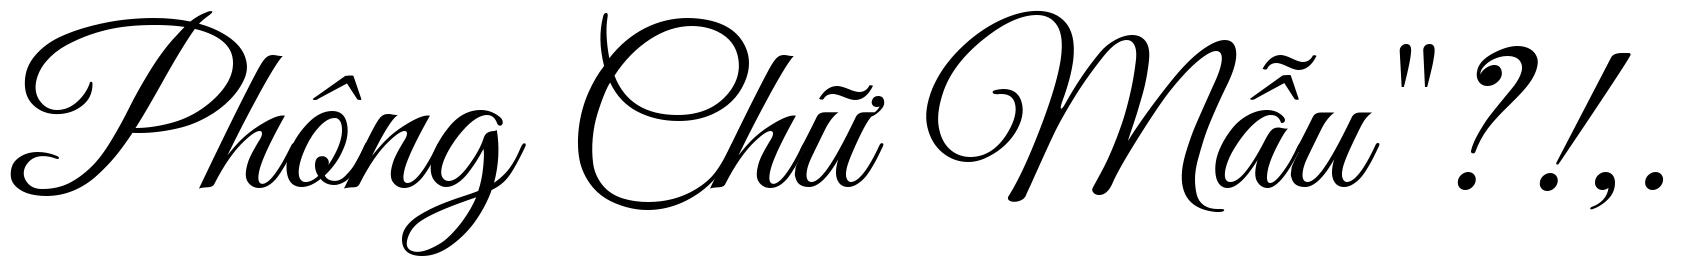 Phông Chữ Mẫu " ? ! , .